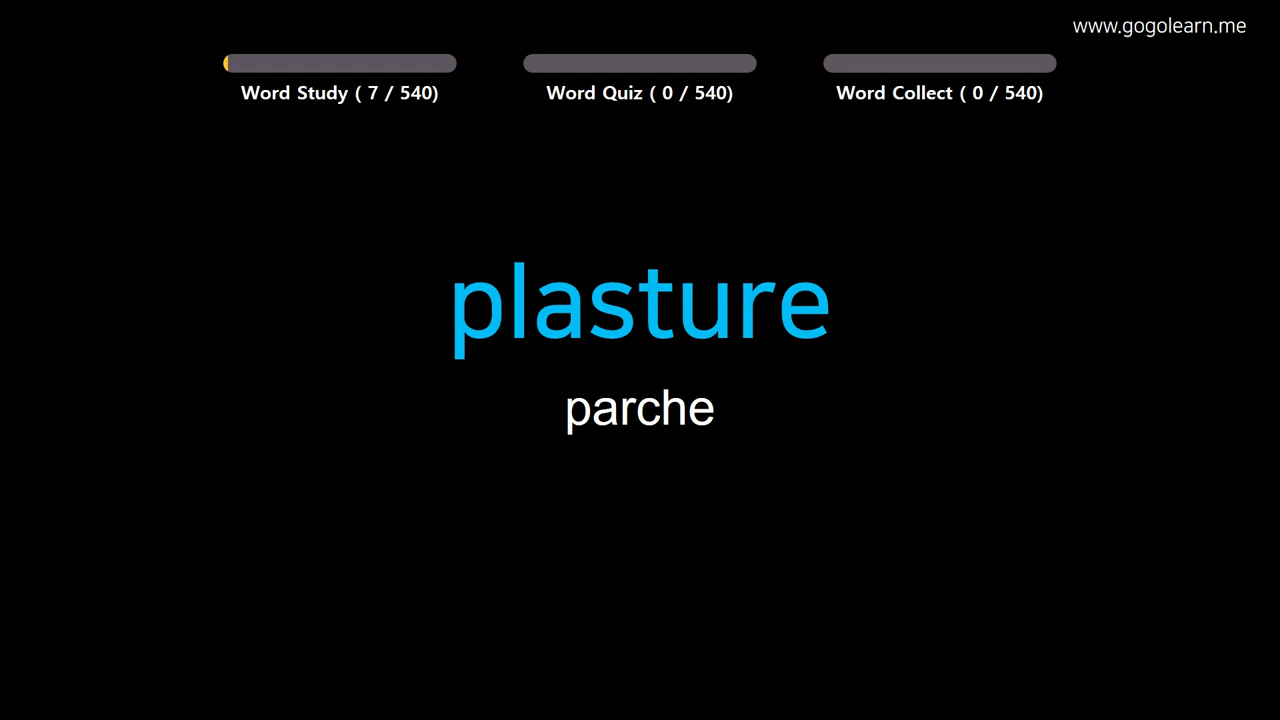 www.gogolearn.me
Word Study ( 7 / 540)
Word Quiz ( 0 / 540)
Word Collect ( 0 / 540)
plasture
parche